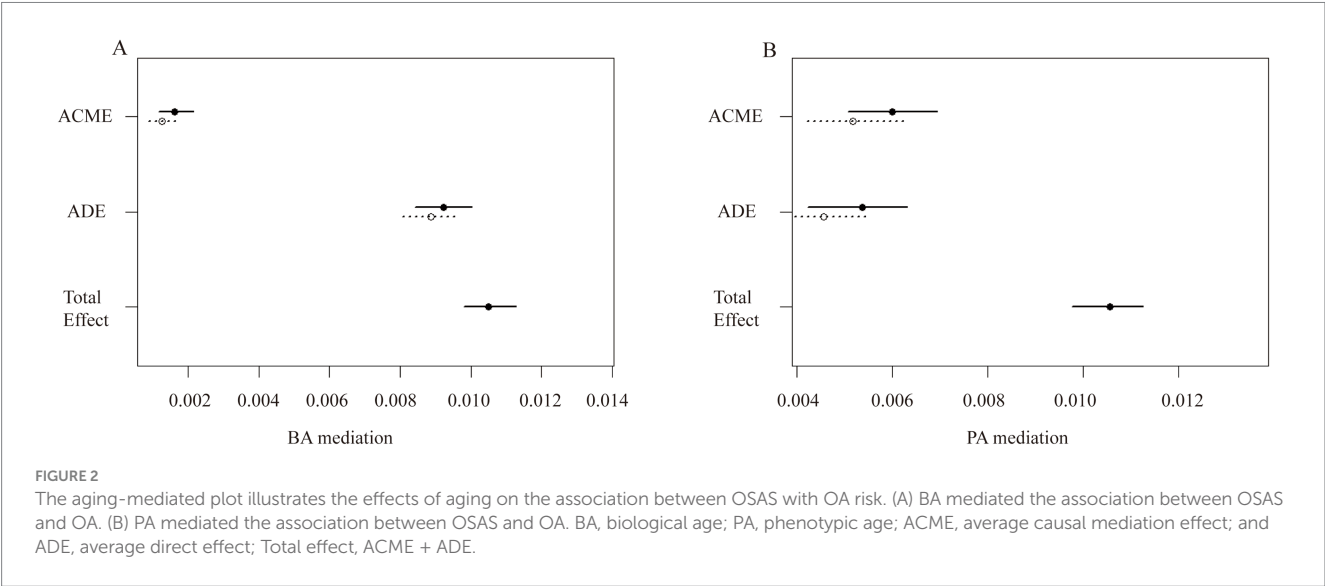 A
ACME
ADE
Total
Effect
0.002 0.004 0.006 0.008 0.010 0.012 0.014
BA mediation
B
ACME
ADE
Total
Effect
0.004 0.006 0.008 0.010 0.012
PA mediation
FIGURE 2
The aging-mediated plot illustrates the effects of aging on the association between OSAS with OA risk. (A) BA mediated the association between OSAS
and OA. (B) PA mediated the association between OSAS and OA. BA, biological age; PA, phenotypic age; ACME, average causal mediation effect; and
ADE, average direct effect; Total effect, ACME + ADE.